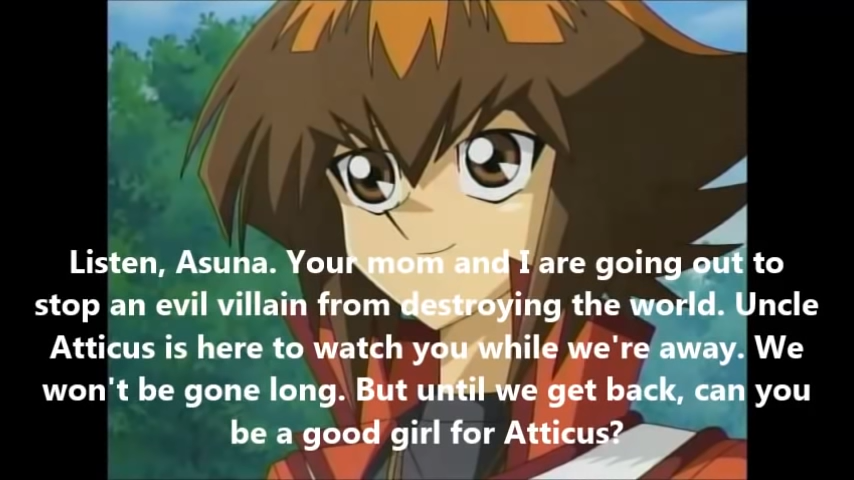 Listen, Asuna. Your mom and I are going out to
stop an evil villain from destroying the world. Uncle
Atticus is here to watch you while we're away. We
won't be gone long. But until we get back, can you
be a good girl for Atticus?